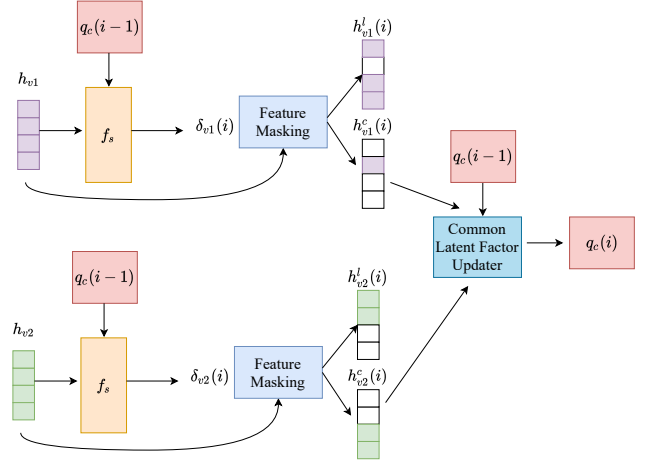 q_c(i−1)
h^l_{v1}(i)
h_{v1}
f_s
δ_{v1}(i)
Feature
Masking
h^c_{v1}(i)
q_c(i−1)
Common
Latent Factor
Updater
q_c(i)
q_c(i−1)
h^l_{v2}(i)
h_{v2}
f_s
δ_{v2}(i)
Feature
Masking
h^c_{v2}(i)